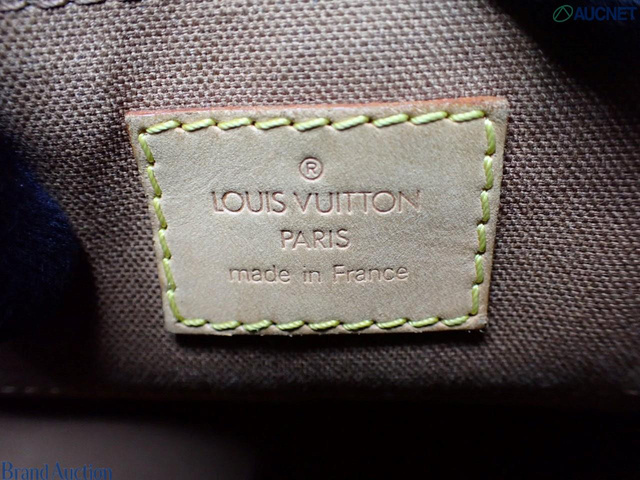 AUCNET
®
LOUIS VUITTON
PARIS
made in France
Brand Auction